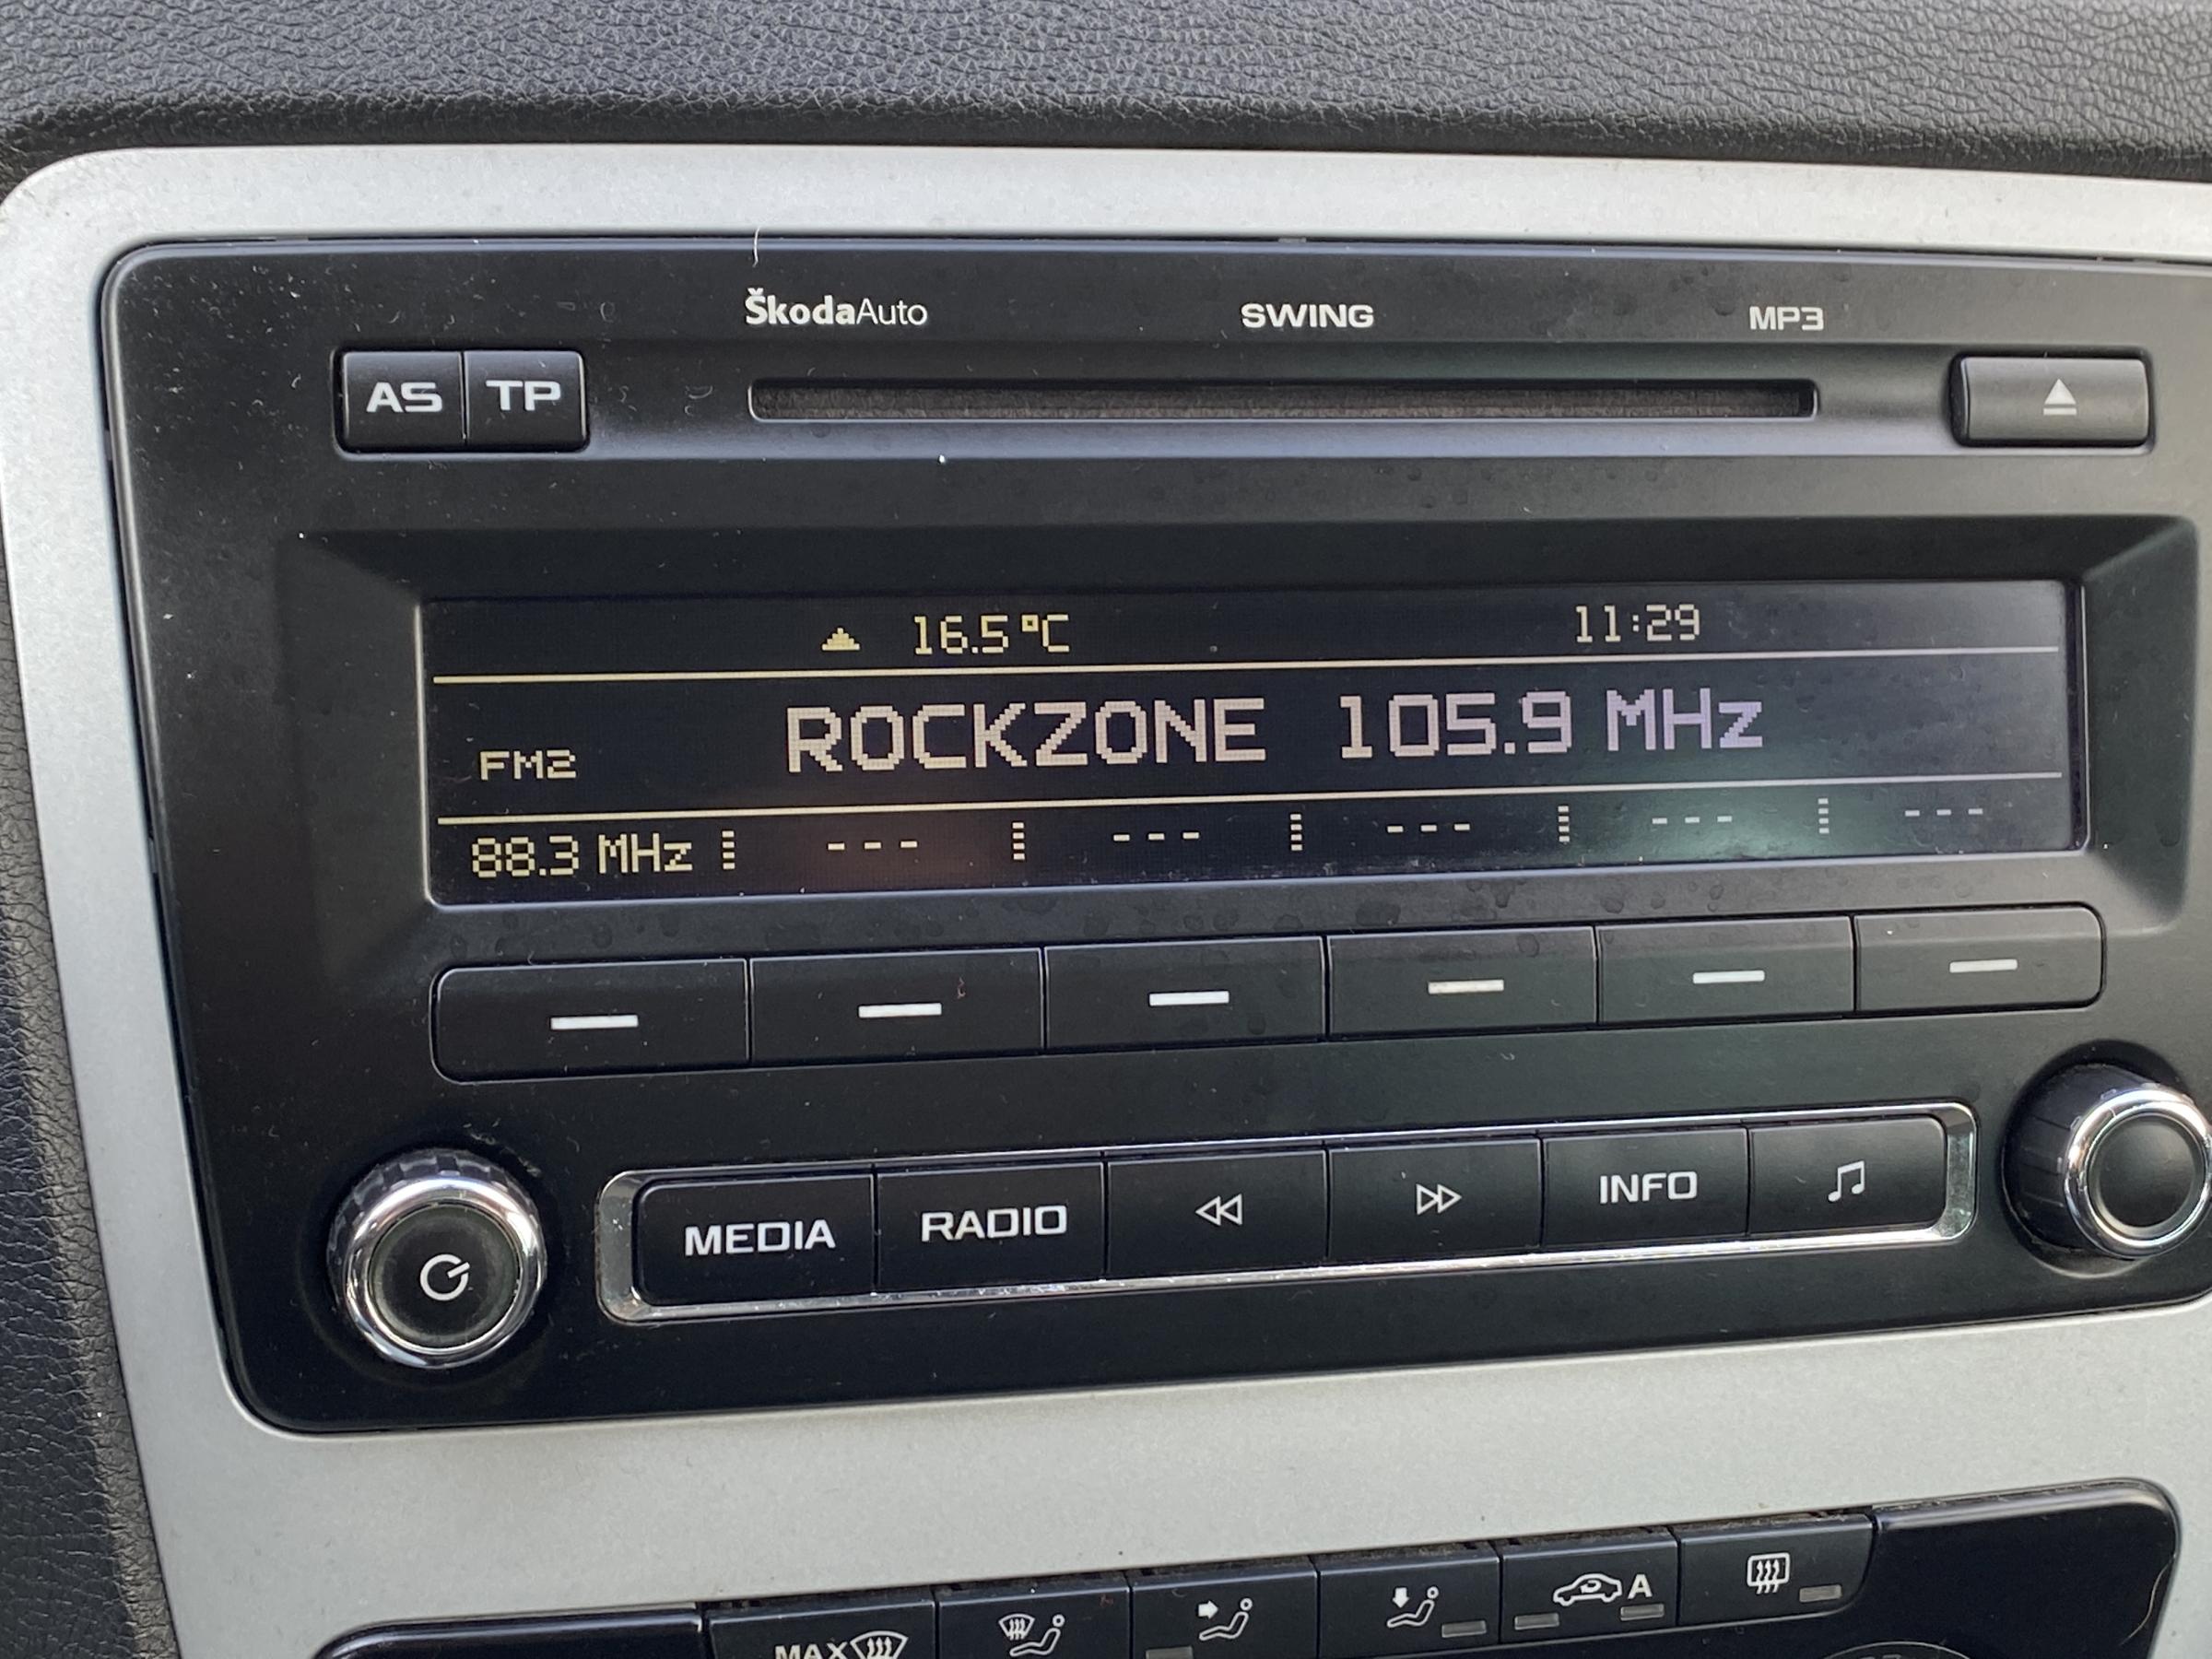 ŠkodaAuto SWING MP3
AS TP
16.5°C 11:29
FM2 ROCKZONE 105.9 MHz
88.3 MHz --- --- --- --- ---
MEDIA RADIO INFO
A
MAX